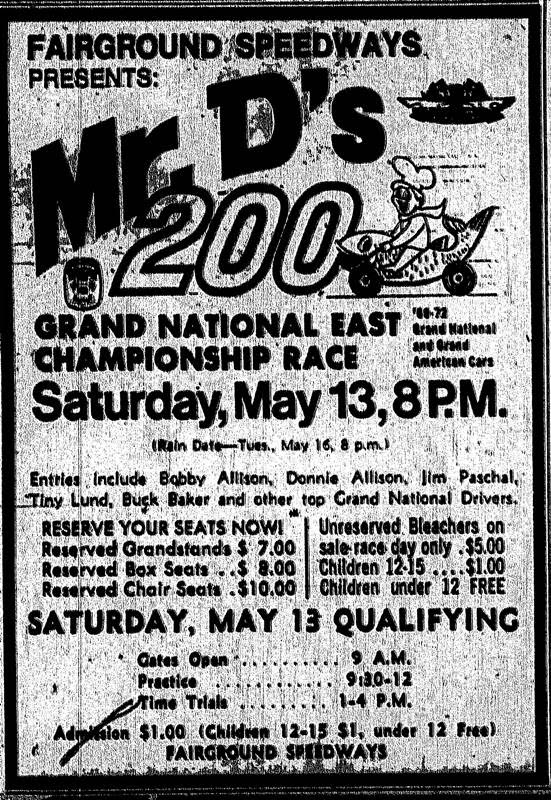 FAIRGROUND SPEEDWAYS
PRESENTS:
Mr. D's
200
GRAND NATIONAL EAST
CHAMPIONSHIP RACE
'68-72
Grand National
and Grand
American Cars
Saturday, May 13, 8 P.M.
(Rain Date—Tues., May 16, 8 p.m.)
Entries include Bobby Allison, Donnie Allison, Jim Paschal,
Tiny Lund, Buck Baker and other top Grand National Drivers.
RESERVE YOUR SEATS NOW!
Reserved Grandstands $ 7.00
Reserved Box Seats .. $ 8.00
Reserved Chair Seats . $10.00
Unreserved Bleachers on
sale race day only . $5.00
Children 12-15 .... $1.00
Children under 12 FREE
SATURDAY, MAY 13 QUALIFYING
Gates Open .......... 9 A.M.
Practice ........... 9:30-12
Time Trials ......... 1-4 P.M.
Admission $1.00 (Children 12-15 $1, under 12 Free)
FAIRGROUND SPEEDWAYS